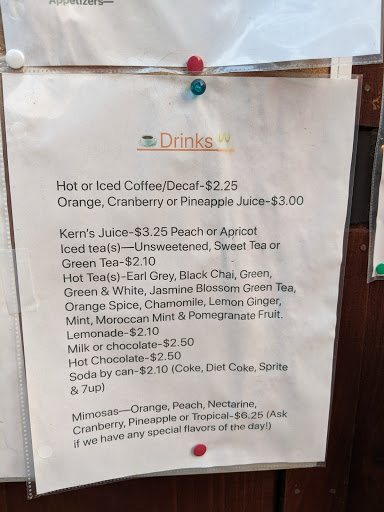 Appetizers—
Drinks
Hot or Iced Coffee/Decaf-$2.25
Orange, Cranberry or Pineapple Juice-$3.00
Kern's Juice-$3.25 Peach or Apricot
Iced tea(s)—Unsweetened, Sweet Tea or
Green Tea-$2.10
Hot Tea(s)-Earl Grey, Black Chai, Green,
Green & White, Jasmine Blossom Green Tea,
Orange Spice, Chamomile, Lemon Ginger,
Mint, Moroccan Mint & Pomegranate Fruit.
Lemonade-$2.10
Milk or chocolate-$2.50
Hot Chocolate-$2.50
Soda by can-$2.10 (Coke, Diet Coke, Sprite
& 7up)
Mimosas—Orange, Peach, Nectarine,
Cranberry, Pineapple or Tropical-$6.25 (Ask
if we have any special flavors of the day!)